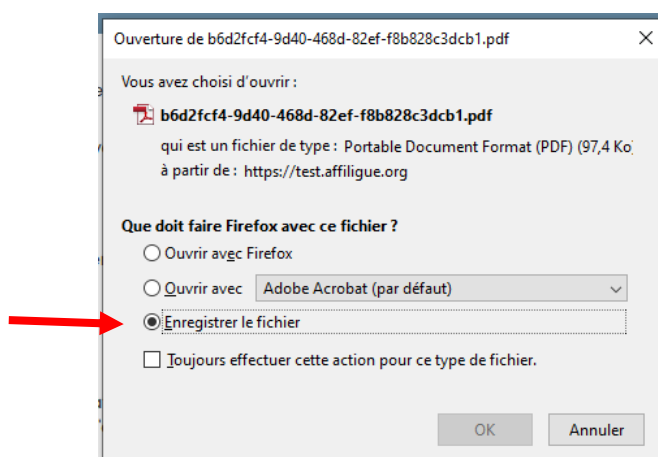 Ouverture de b6d2fcf4-9d40-468d-82ef-f8b828c3dcb1.pdf
Vous avez choisi d'ouvrir :
b6d2fcf4-9d40-468d-82ef-f8b828c3dcb1.pdf
qui est un fichier de type : Portable Document Format (PDF) (97,4 Ko
à partir de : https://test.affiligue.org
Que doit faire Firefox avec ce fichier ?
Ouvrir avec Firefox
Ouvrir avec Adobe Acrobat (par défaut)
Enregistrer le fichier
Toujours effectuer cette action pour ce type de fichier.
OK Annuler